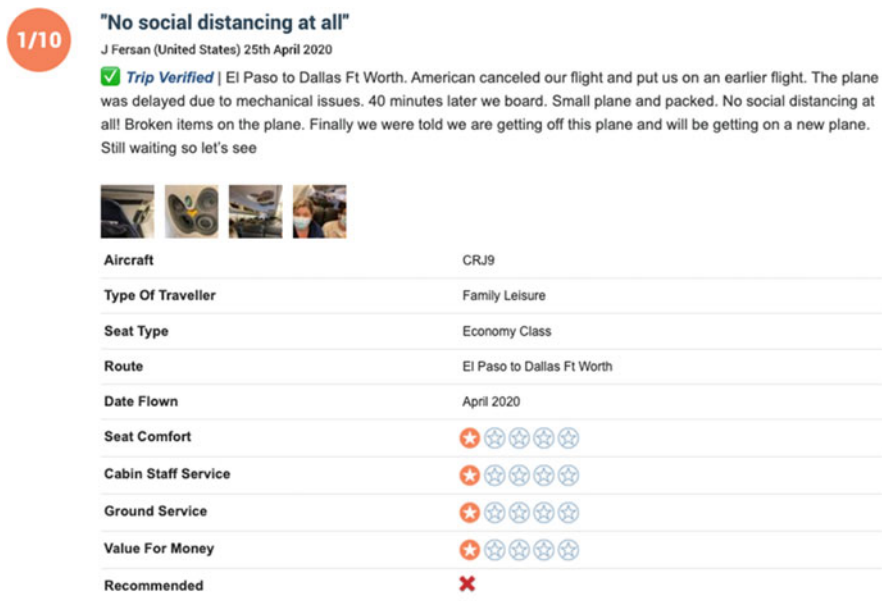 1/10
"No social distancing at all"
J Fersan (United States) 25th April 2020
Trip Verified | El Paso to Dallas Ft Worth. American canceled our flight and put us on an earlier flight. The plane
was delayed due to mechanical issues. 40 minutes later we board. Small plane and packed. No social distancing at
all! Broken items on the plane. Finally we were told we are getting off this plane and will be getting on a new plane.
Still waiting so let's see
Aircraft CRJ9
Type Of Traveller Family Leisure
Seat Type Economy Class
Route El Paso to Dallas Ft Worth
Date Flown April 2020
Seat Comfort
Cabin Staff Service
Ground Service
Value For Money
Recommended